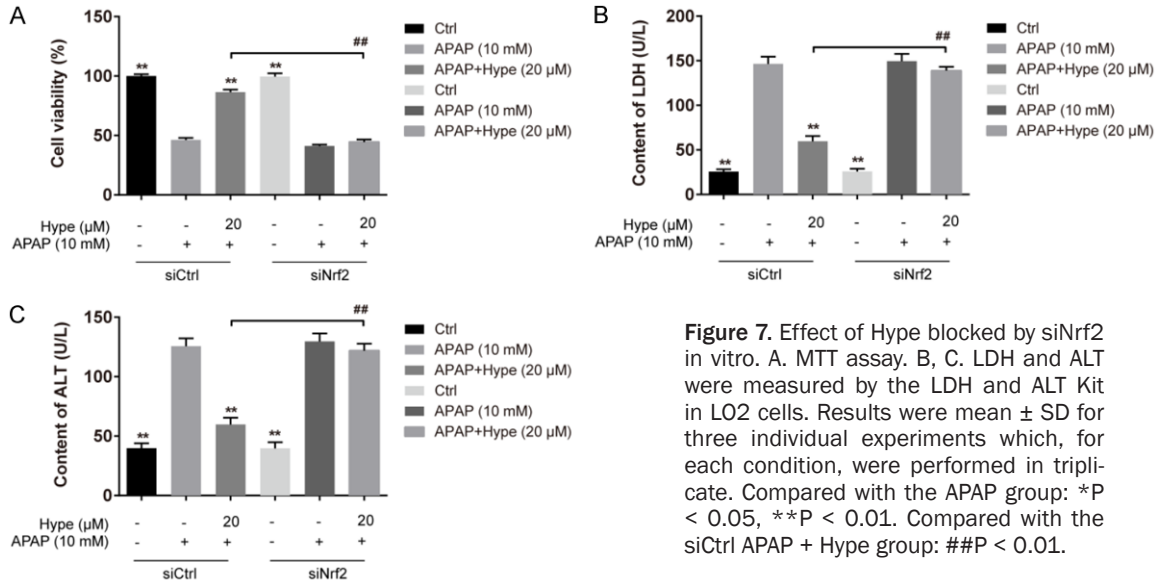 A
Cell viability (%)
150
100
50
0
**
**
**
##
Ctrl
APAP (10 mM)
APAP+Hype (20 μM)
Ctrl
APAP (10 mM)
APAP+Hype (20 μM)
Hype (μM) - - 20 - - 20
APAP (10 mM) - + + - + +
siCtrl siNrf2
B
Content of LDH (U/L)
200
150
100
50
0
**
**
**
##
Ctrl
APAP (10 mM)
APAP+Hype (20 μM)
Ctrl
APAP (10 mM)
APAP+Hype (20 μM)
Hype (μM) - - 20 - - 20
APAP (10 mM) - + + - + +
siCtrl siNrf2
C
Content of ALT (U/L)
150
100
50
0
**
**
**
##
Ctrl
APAP (10 mM)
APAP+Hype (20 μM)
Ctrl
APAP (10 mM)
APAP+Hype (20 μM)
Hype (μM) - - 20 - - 20
APAP (10 mM) - + + - + +
siCtrl siNrf2
Figure 7. Effect of Hype blocked by siNrf2
in vitro. A. MTT assay. B, C. LDH and ALT
were measured by the LDH and ALT Kit
in LO2 cells. Results were mean ± SD for
three individual experiments which, for
each condition, were performed in tripli-
cate. Compared with the APAP group: *P
< 0.05, **P < 0.01. Compared with the
siCtrl APAP + Hype group: ##P < 0.01.